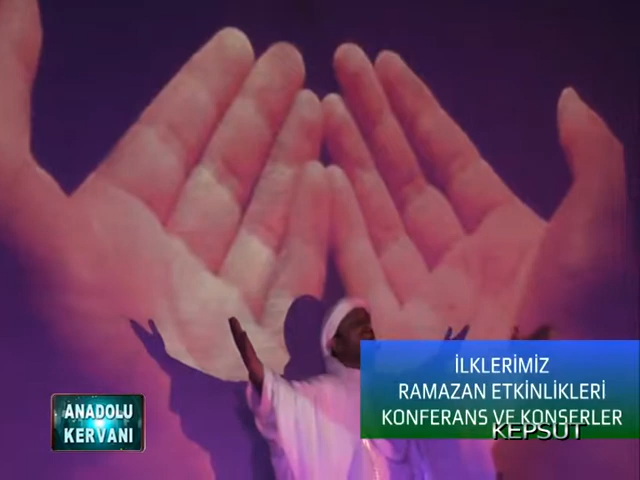 İLKLERİMİZ
RAMAZAN ETKİNLİKLERİ
KONFERANS VE KONSERLER
KEPSUT
ANADOLU
KERVANI